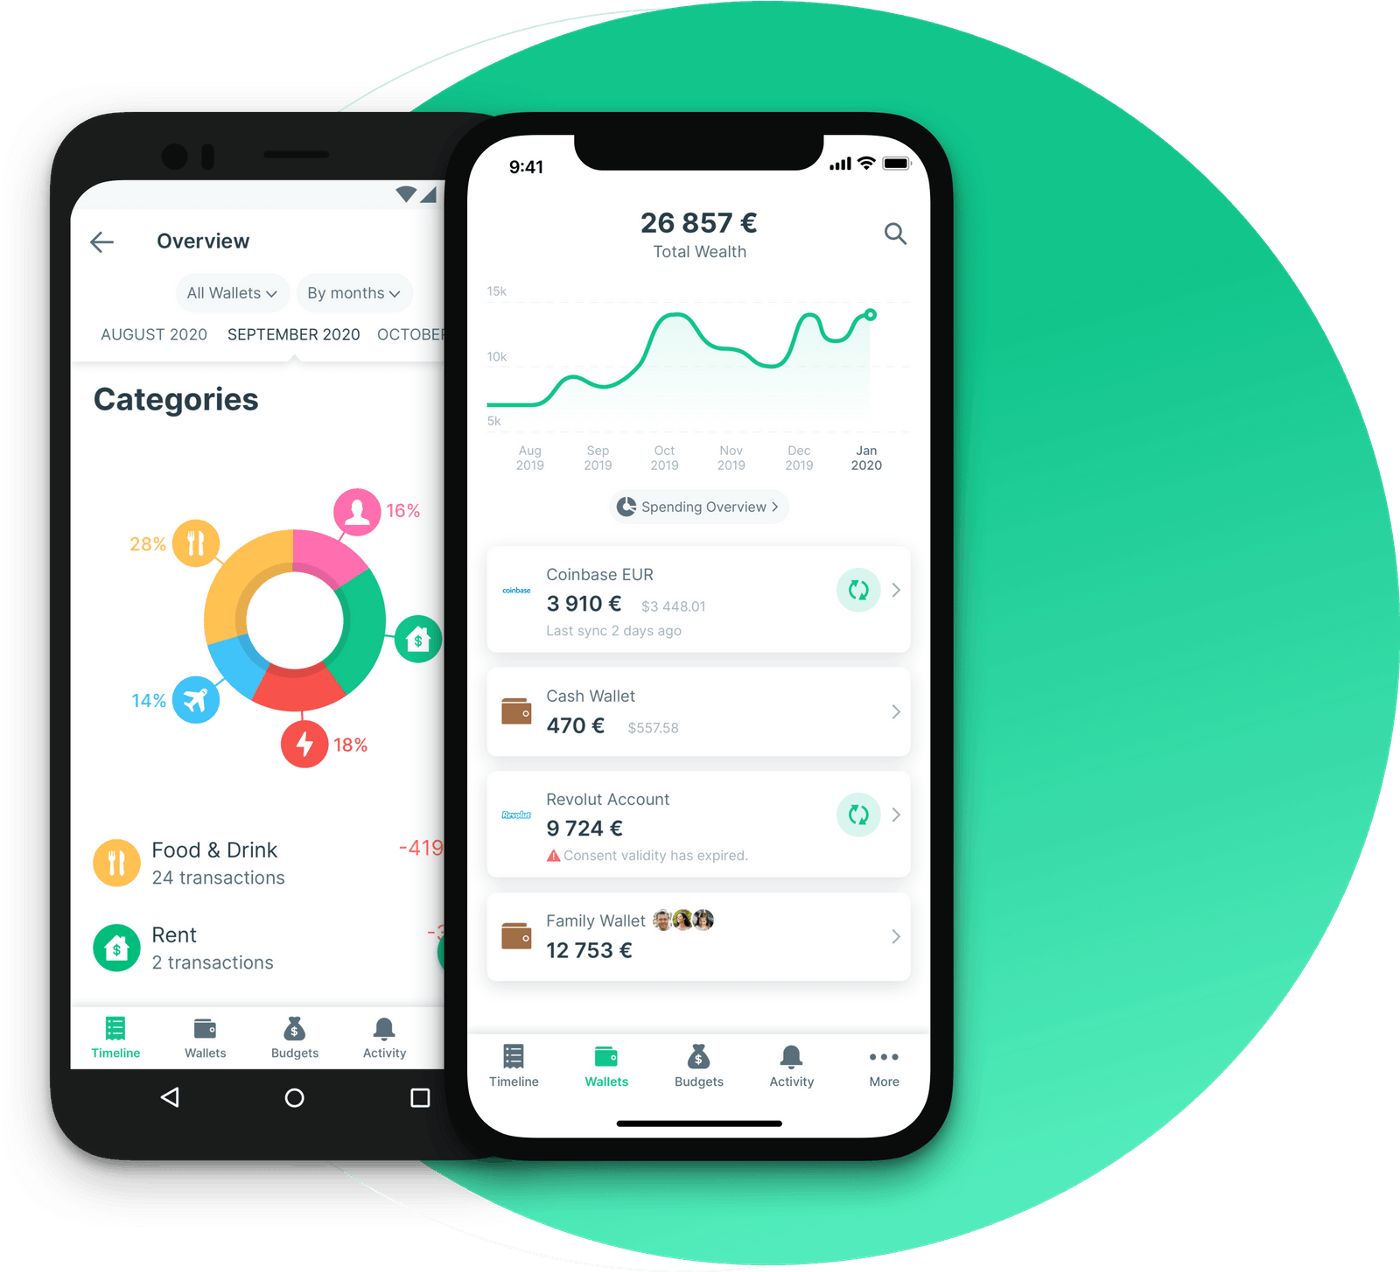 Overview
All Wallets
By months
AUGUST 2020
SEPTEMBER 2020
Categories
16%
28%
14%
18%
Food & Drink
-419
24 transactions
Rent
2 transactions
Timeline
Wallets
Budgets
Activity
9:41
26 857 €
Total Wealth
15k
10k
5k
Aug
2019
Sep
2019
Oct
2019
Nov
2019
Dec
2019
Jan
2020
Spending Overview
coinbase
Coinbase EUR
3 910 €
$3 448.01
Last sync 2 days ago
Cash Wallet
470 €
$557.58
Revolut
Revolut Account
9 724 €
Consent validity has expired.
Family Wallet
12 753 €
Timeline
Wallets
Budgets
Activity
More